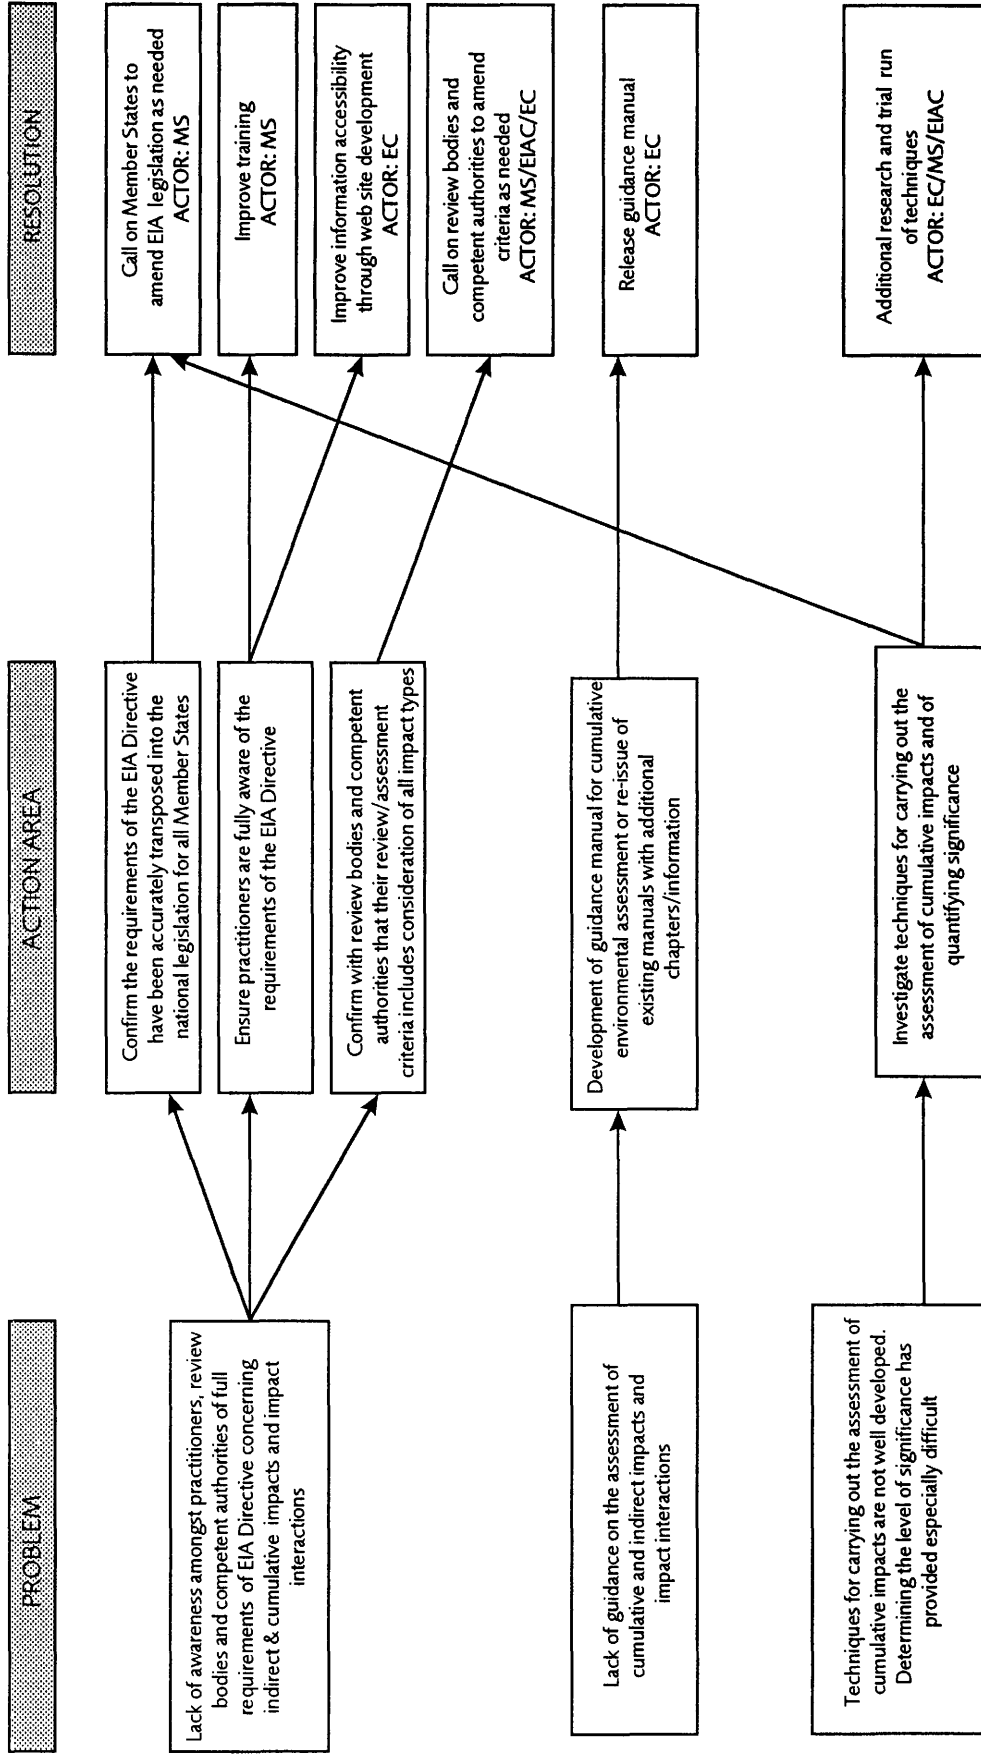 PROBLEM
Lack of awareness amongst practitioners, review
bodies and competent authorities of full
requirements of EIA Directive concerning
indirect & cumulative impacts and impact
interactions
Lack of guidance on the assessment of
cumulative and indirect impacts and
impact interactions
Techniques for carrying out the assessment of
cumulative impacts are not well developed.
Determining the level of significance has
provided especially difficult
ACTION AREA
Confirm the requirements of the EIA Directive
have been accurately transposed into the
national legislation for all Member States
Ensure practitioners are fully aware of the
requirements of the EIA Directive
Confirm with review bodies and competent
authorities that their review/assessment
criteria includes consideration of all impact types
Development of guidance manual for cumulative
environmental assessment or re-issue of
existing manuals with additional
chapters/information
Investigate techniques for carrying out the
assessment of cumulative impacts and of
quantifying significance
RESOLUTION
Call on Member States to
amend EIA legislation as needed
ACTOR: MS
Improve training
ACTOR: MS
Improve information accessibility
through web site development
ACTOR: EC
Call on review bodies and
competent authorities to amend
criteria as needed
ACTOR: MS/EIAC/EC
Release guidance manual
ACTOR: EC
Additional research and trial run
of techniques
ACTOR: EC/MS/EIAC